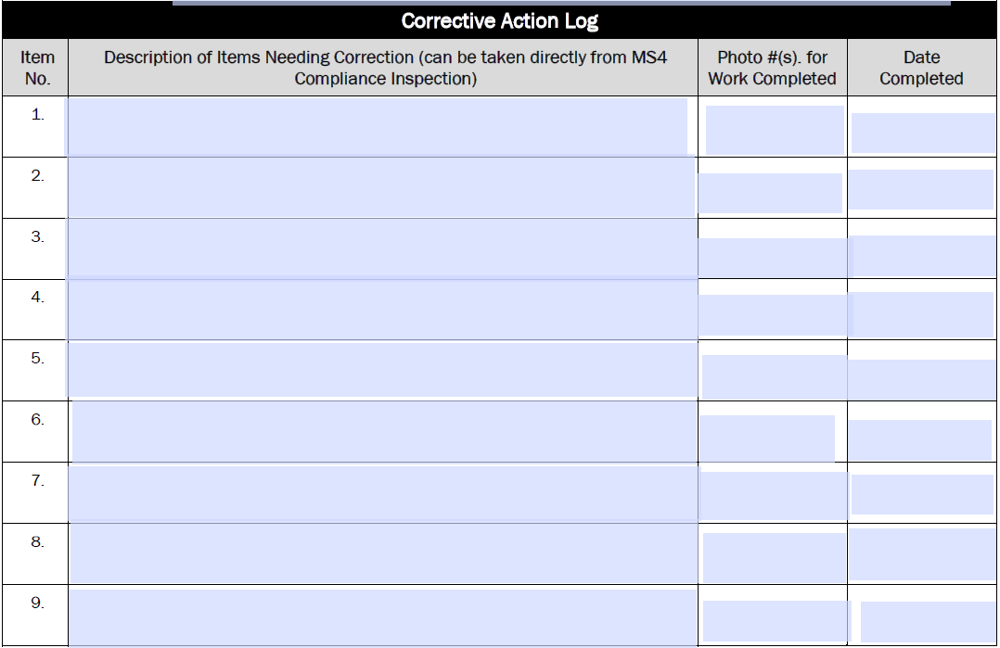 Corrective Action Log
Item No.
Description of Items Needing Correction (can be taken directly from MS4
Compliance Inspection)
Photo #(s). for
Work Completed
Date
Completed
1.
2.
3.
4.
5.
6.
7.
8.
9.